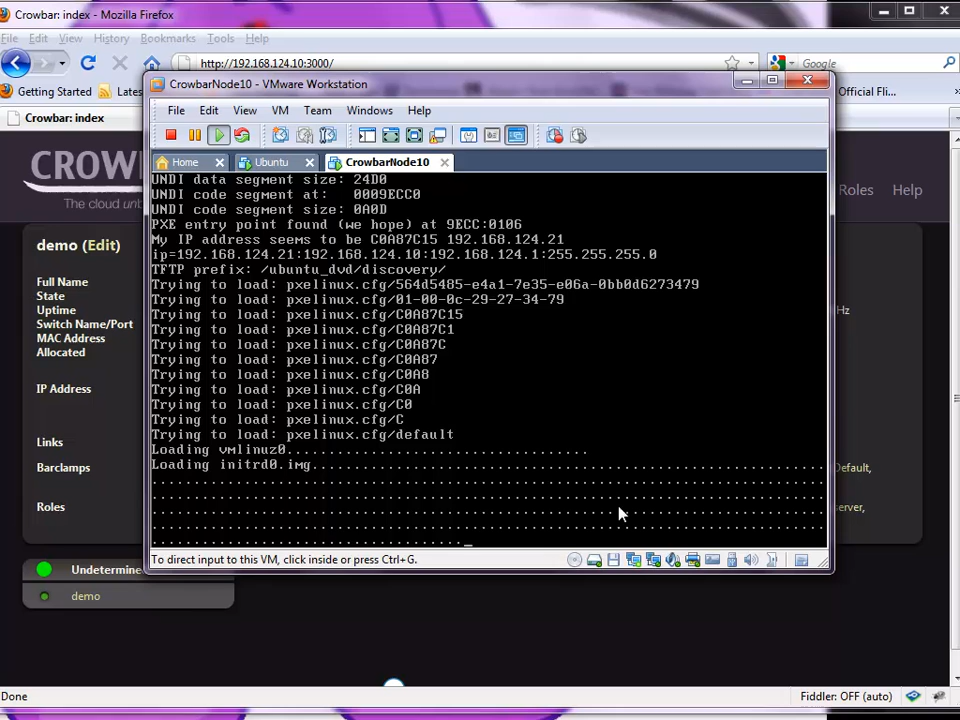 Crowbar: index - Mozilla Firefox
File Edit View History Bookmarks Tools Help
http://192.168.124.10:3000/
Google
Getting Started
Lates
Official Fli
Crowbar: index
CROW
The cloud unb
Roles Help
demo (Edit)
Full Name
State
Uptime
Hz
Switch Name/Port
MAC Address
Allocated
IP Address
Links
Barclamps
Default,
Roles
server,
Undetermine
demo
Done
Fiddler: OFF (auto)
CrowbarNode10 - VMware Workstation
File Edit View VM Team Windows Help
Home Ubuntu CrowbarNode10
UNDI data segment size: 24D0
UNDI code segment at: 0009ECC0
UNDI code segment size: 0A0D
PXE entry point found (we hope) at 9ECC:0106
My IP address seems to be C0A87C15 192.168.124.21
ip=192.168.124.21:192.168.124.10:192.168.124.1:255.255.255.0
TFTP prefix: /ubuntu_dvd/discovery/
Trying to load: pxelinux.cfg/564d5485-e4a1-7e35-e06a-0bb0d6273479
Trying to load: pxelinux.cfg/01-00-0c-29-27-34-79
Trying to load: pxelinux.cfg/C0A87C15
Trying to load: pxelinux.cfg/C0A87C1
Trying to load: pxelinux.cfg/C0A87C
Trying to load: pxelinux.cfg/C0A87
Trying to load: pxelinux.cfg/C0A8
Trying to load: pxelinux.cfg/C0A
Trying to load: pxelinux.cfg/C0
Trying to load: pxelinux.cfg/C
Trying to load: pxelinux.cfg/default
Loading vmlinuz0....................................
Loading initrd0.img.............................................................
................................................................................
................................................................................
................................................................................
................................................................................
....................................._
To direct input to this VM, click inside or press Ctrl+G.